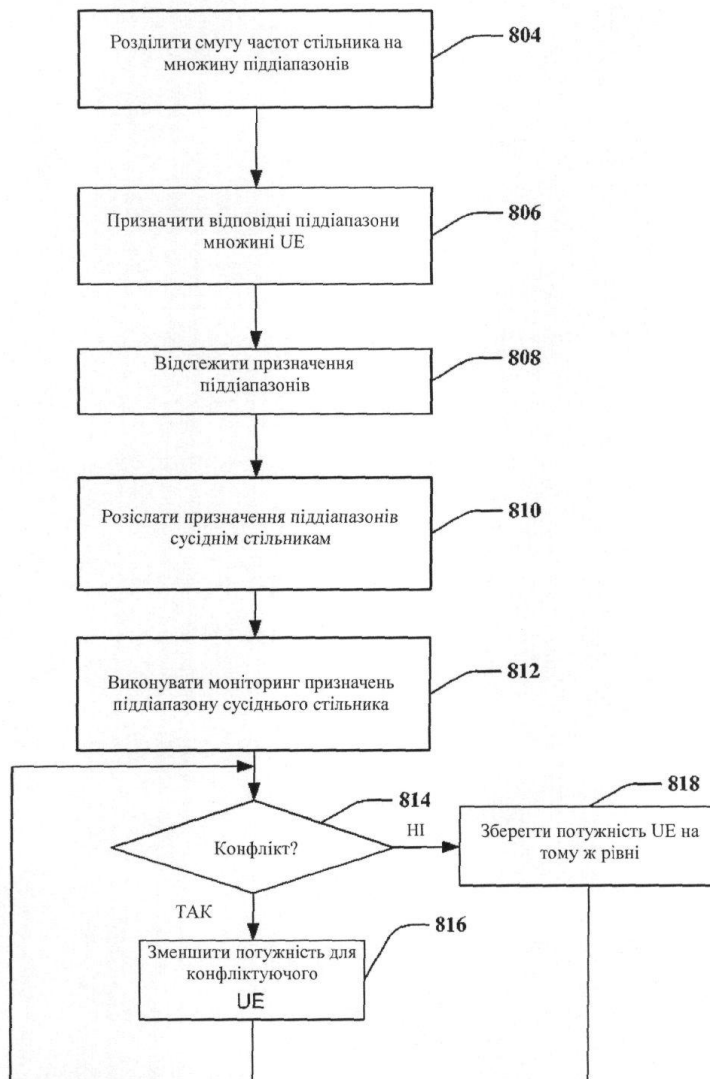 Розділити смугу частот стільника на
множину піддіапазонів
804
Призначити відповідні піддіапазони
множині UE
806
Відстежити призначення
піддіапазонів
808
Розіслати призначення піддіапазонів
сусіднім стільникам
810
Виконувати моніторинг призначень
піддіапазону сусіднього стільника
812
814
Конфлікт?
НІ
818
Зберегти потужність UE на
тому ж рівні
ТАК
816
Зменшити потужність для
конфліктуючого
UE